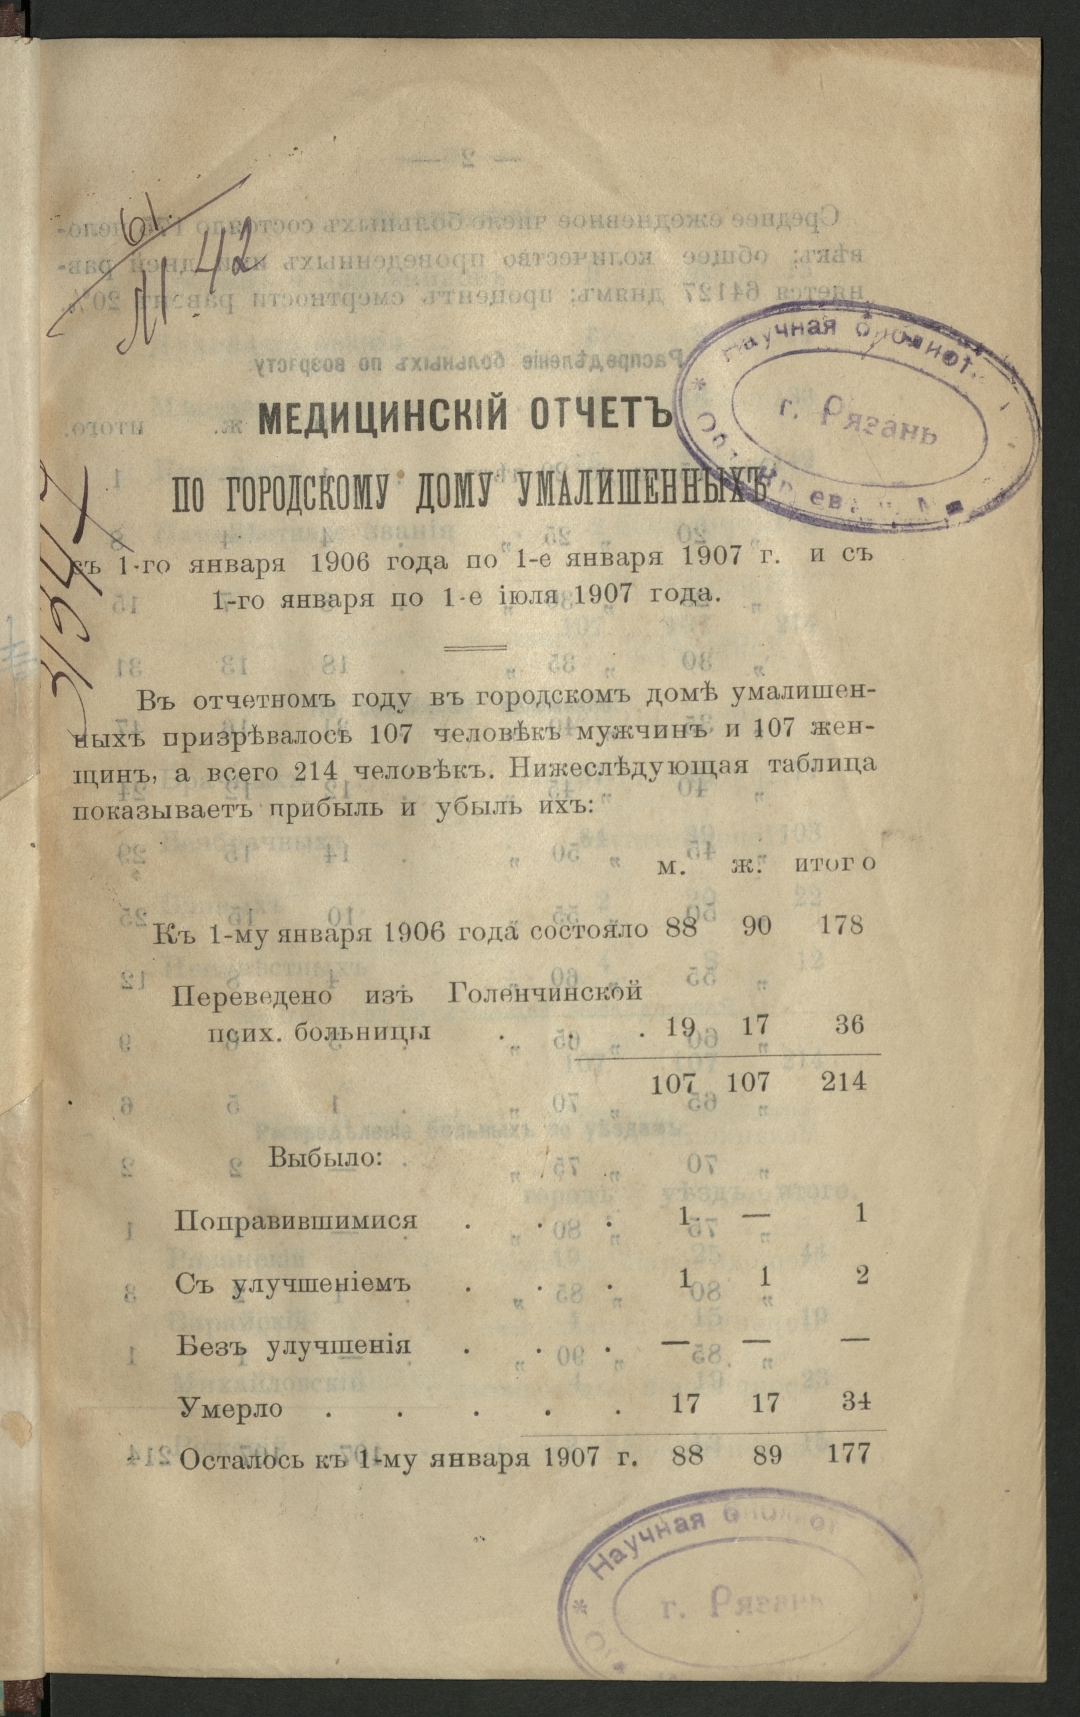 61
№ 42
3/347
* Научная
г. Рязань
МЕДИЦИНСКІЙ ОТЧЕТЪ
ПО ГОРОДСКОМУ ДОМУ УМАЛИШЕННЫХЪ
съ 1-го января 1906 года по 1-е января 1907 г. и съ
1-го января по 1-е іюля 1907 года.
Въ отчетномъ году въ городскомъ домѣ умалишен-
ныхъ призрѣвалось 107 человѣкъ мужчинъ и 107 жен-
щинъ, а всего 214 человѣкъ. Нижеслѣдующая таблица
показываетъ прибыль и убыль ихъ:
м. ж. итого
Къ 1-му января 1906 года состояло 88 90 178
Переведено изъ Голенчинской
псих. больницы . . . 19 17 36
107 107 214
Выбыло:
Поправившимися . . . 1 — 1
Съ улучшеніемъ . . . 1 1 2
Безъ улучшенія . . . — — —
Умерло . . . . . 17 17 34
Осталось къ 1-му января 1907 г. 88 89 177
* Научная
г. Рязань